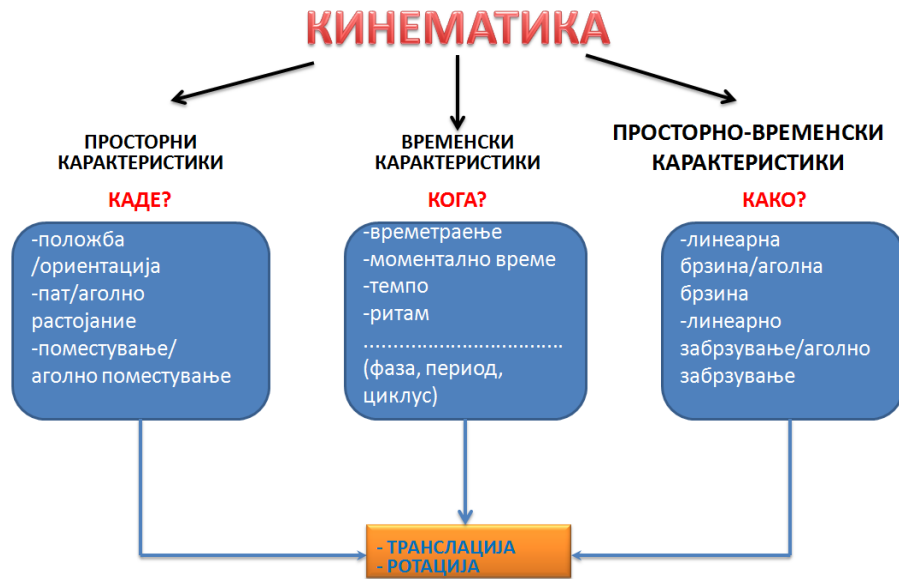 КИНЕМАТИКА
ПРОСТОРНИ
КАРАКТЕРИСТИКИ
КАДЕ?
-положба
/ориентација
-пат/аголно
растојание
-поместување/
аголно поместување
ВРЕМЕНСКИ
КАРАКТЕРИСТИКИ
КОГА?
-времетраење
-моментално време
-темпо
-ритам
.................................
(фаза, период,
циклус)
ПРОСТОРНО-ВРЕМЕНСКИ
КАРАКТЕРИСТИКИ
КАКО?
-линеарна
брзина/аголна
брзина
-линеарно
забрзување/аголно
забрзување
- ТРАНСЛАЦИЈА
- РОТАЦИЈА